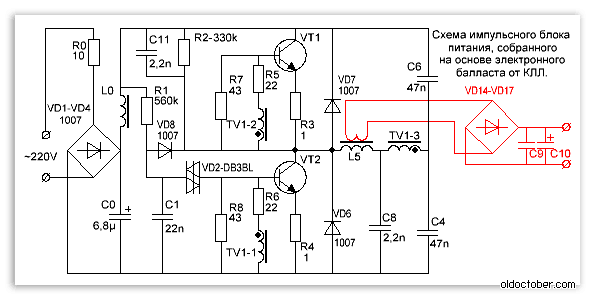 Схема импульсного блока
питания, собранного
на основе электронного
балласта от КЛЛ.
R0
10
C11
2,2n
R2-330k
VT1
R7
43
R5
22
VD7
1007
C6
47n
VD14-VD17
L0
R1
560k
VD1-VD4
1007
VD8
1007
TV1-2
R3
1
TV1-3
C9
C10
~220V
L5
VD2-DB3BL
VT2
R8
43
R6
22
VD6
1007
C8
2,2n
C4
47n
C0
+
6,8µ
C1
22n
TV1-1
R4
1
+
+
oldoctober.com